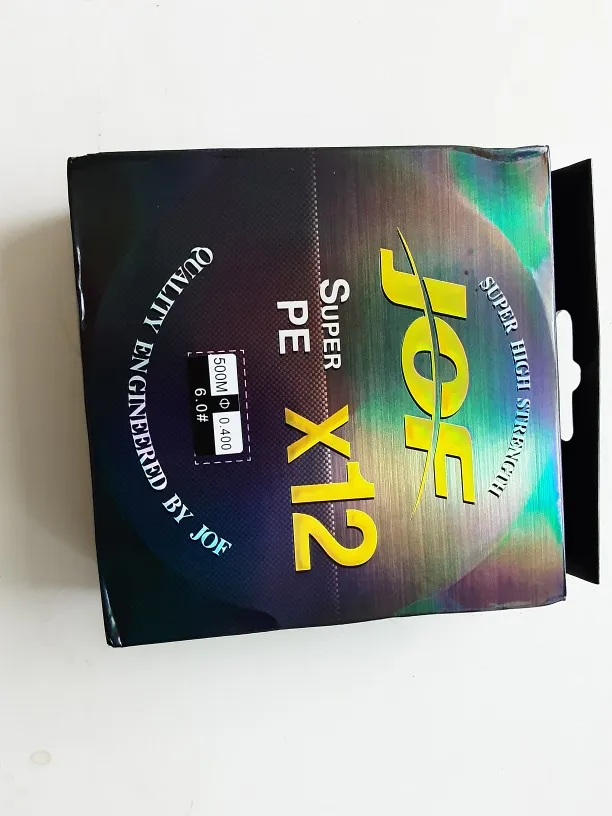 SUPER HIGH STRENGTH
JOF
SUPER
PE X12
500M Φ 0.400
6.0#
QUALITY ENGINEERED BY JOF